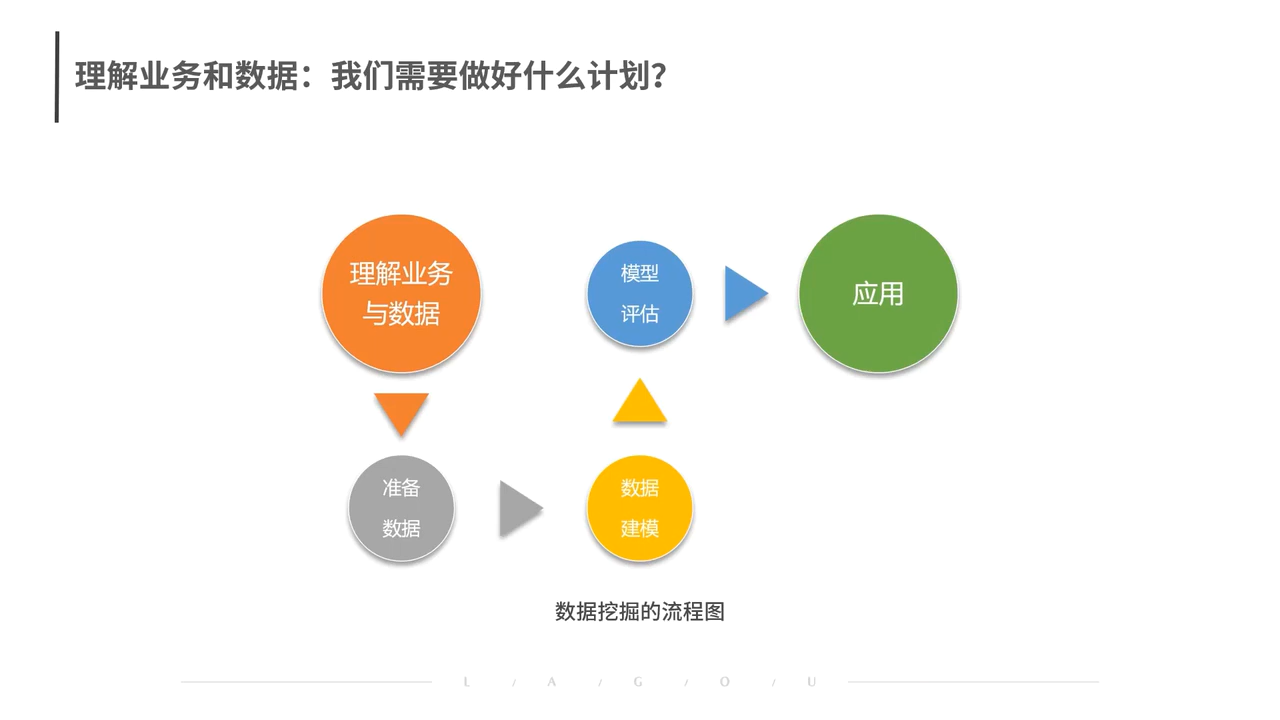 理解业务和数据：我们需要做好什么计划？
理解业务
与数据
准备
数据
数据
建模
模型
评估
应用
数据挖掘的流程图
L / A / G / O / U